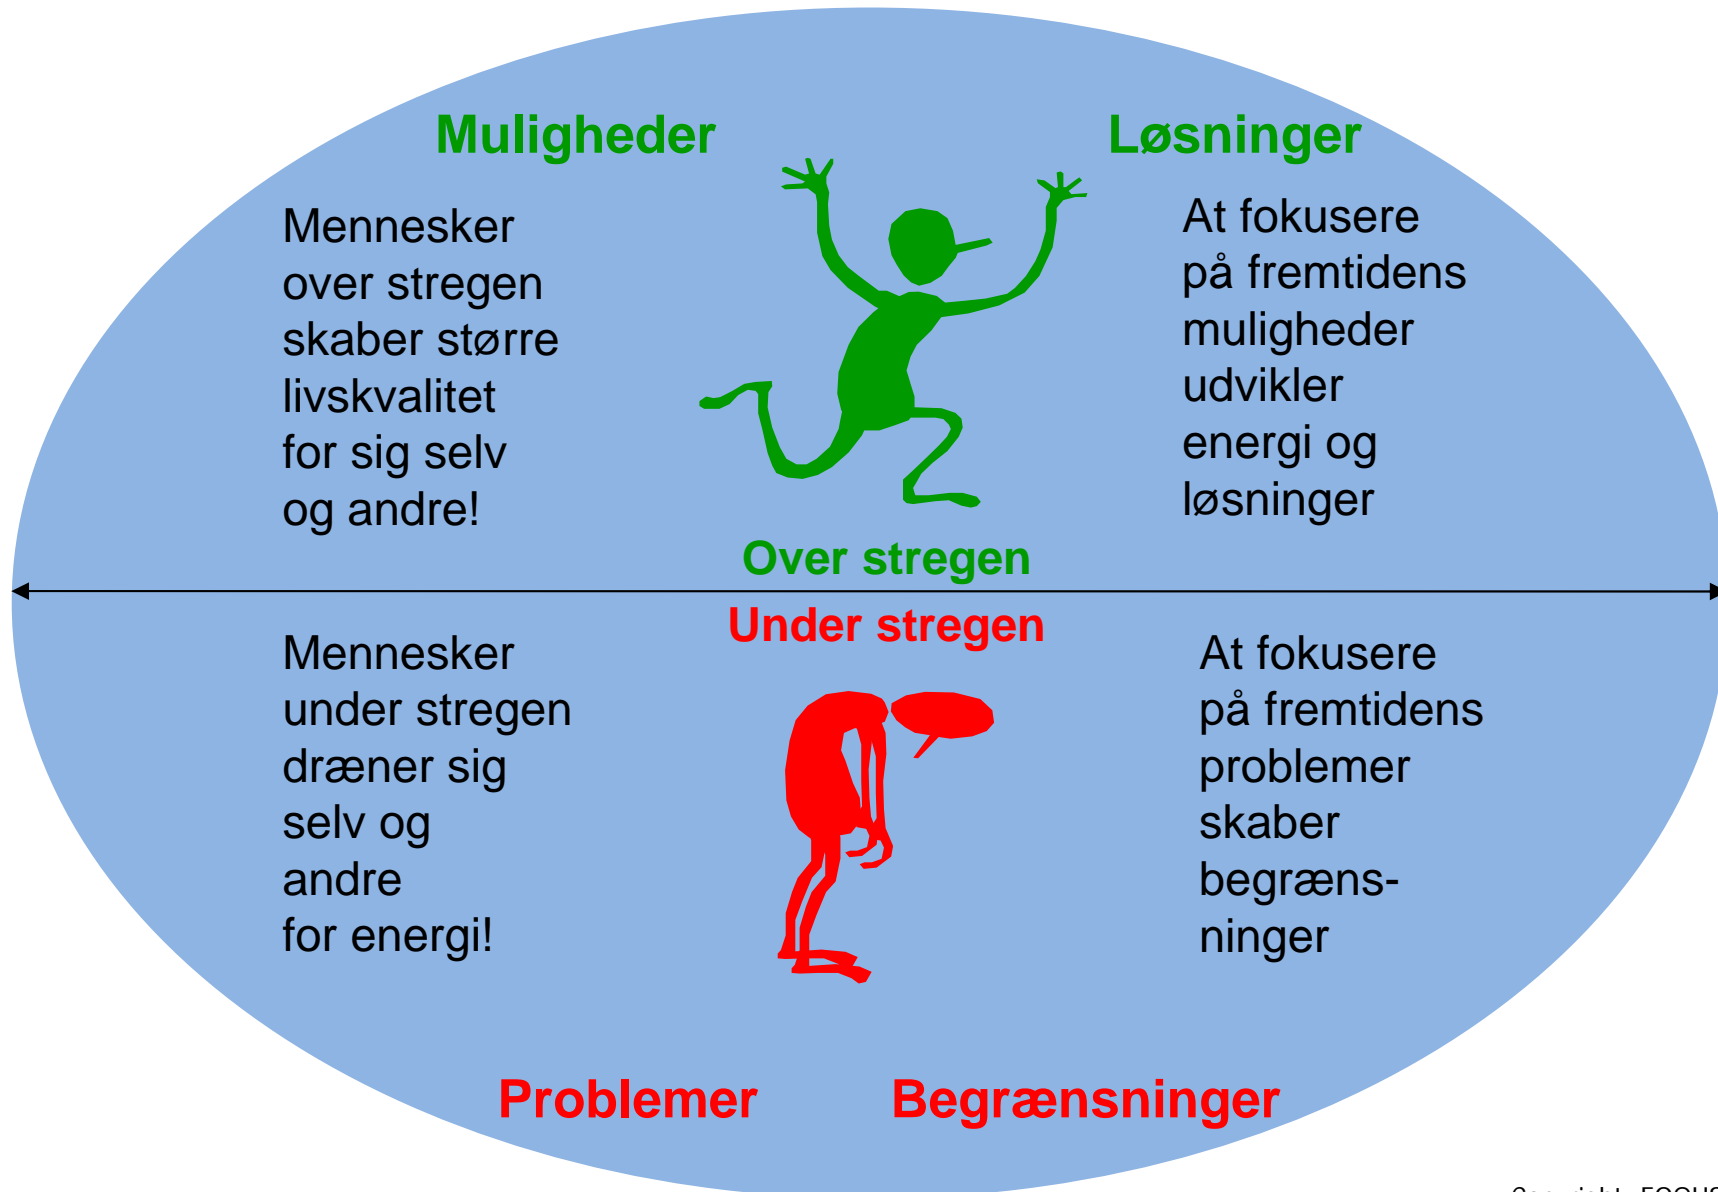 Muligheder
Løsninger
Mennesker
over stregen
skaber større
livskvalitet
for sig selv
og andre!
At fokusere
på fremtidens
muligheder
udvikler
energi og
løsninger
Over stregen
Under stregen
Mennesker
under stregen
dræner sig
selv og
andre
for energi!
At fokusere
på fremtidens
problemer
skaber
begræns-
ninger
Problemer
Begrænsninger